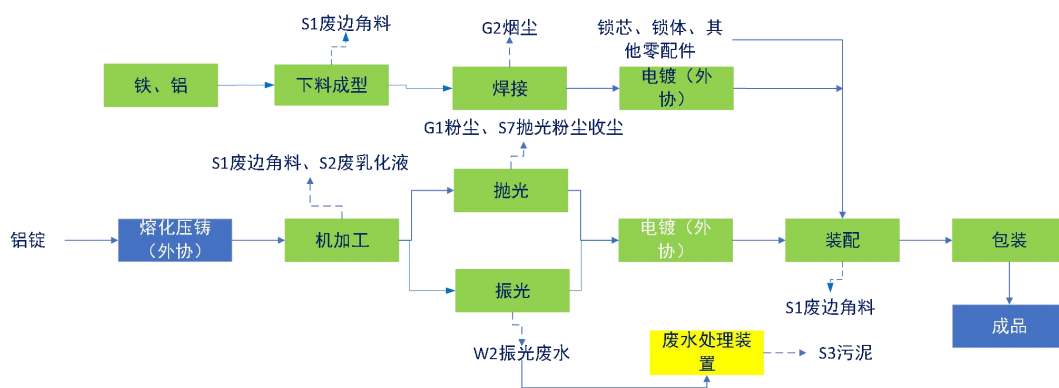 S1废边角料
G2烟尘
锁芯、锁体、其
他零配件
铁、铝
下料成型
焊接
电镀（外
协）
G1粉尘、S7抛光粉尘收尘
S1废边角料、S2废乳化液
抛光
铝锭
熔化压铸
（外协）
机加工
电镀（外
协）
装配
包装
振光
S1废边角料
成品
W2振光废水
废水处理装
置
S3污泥